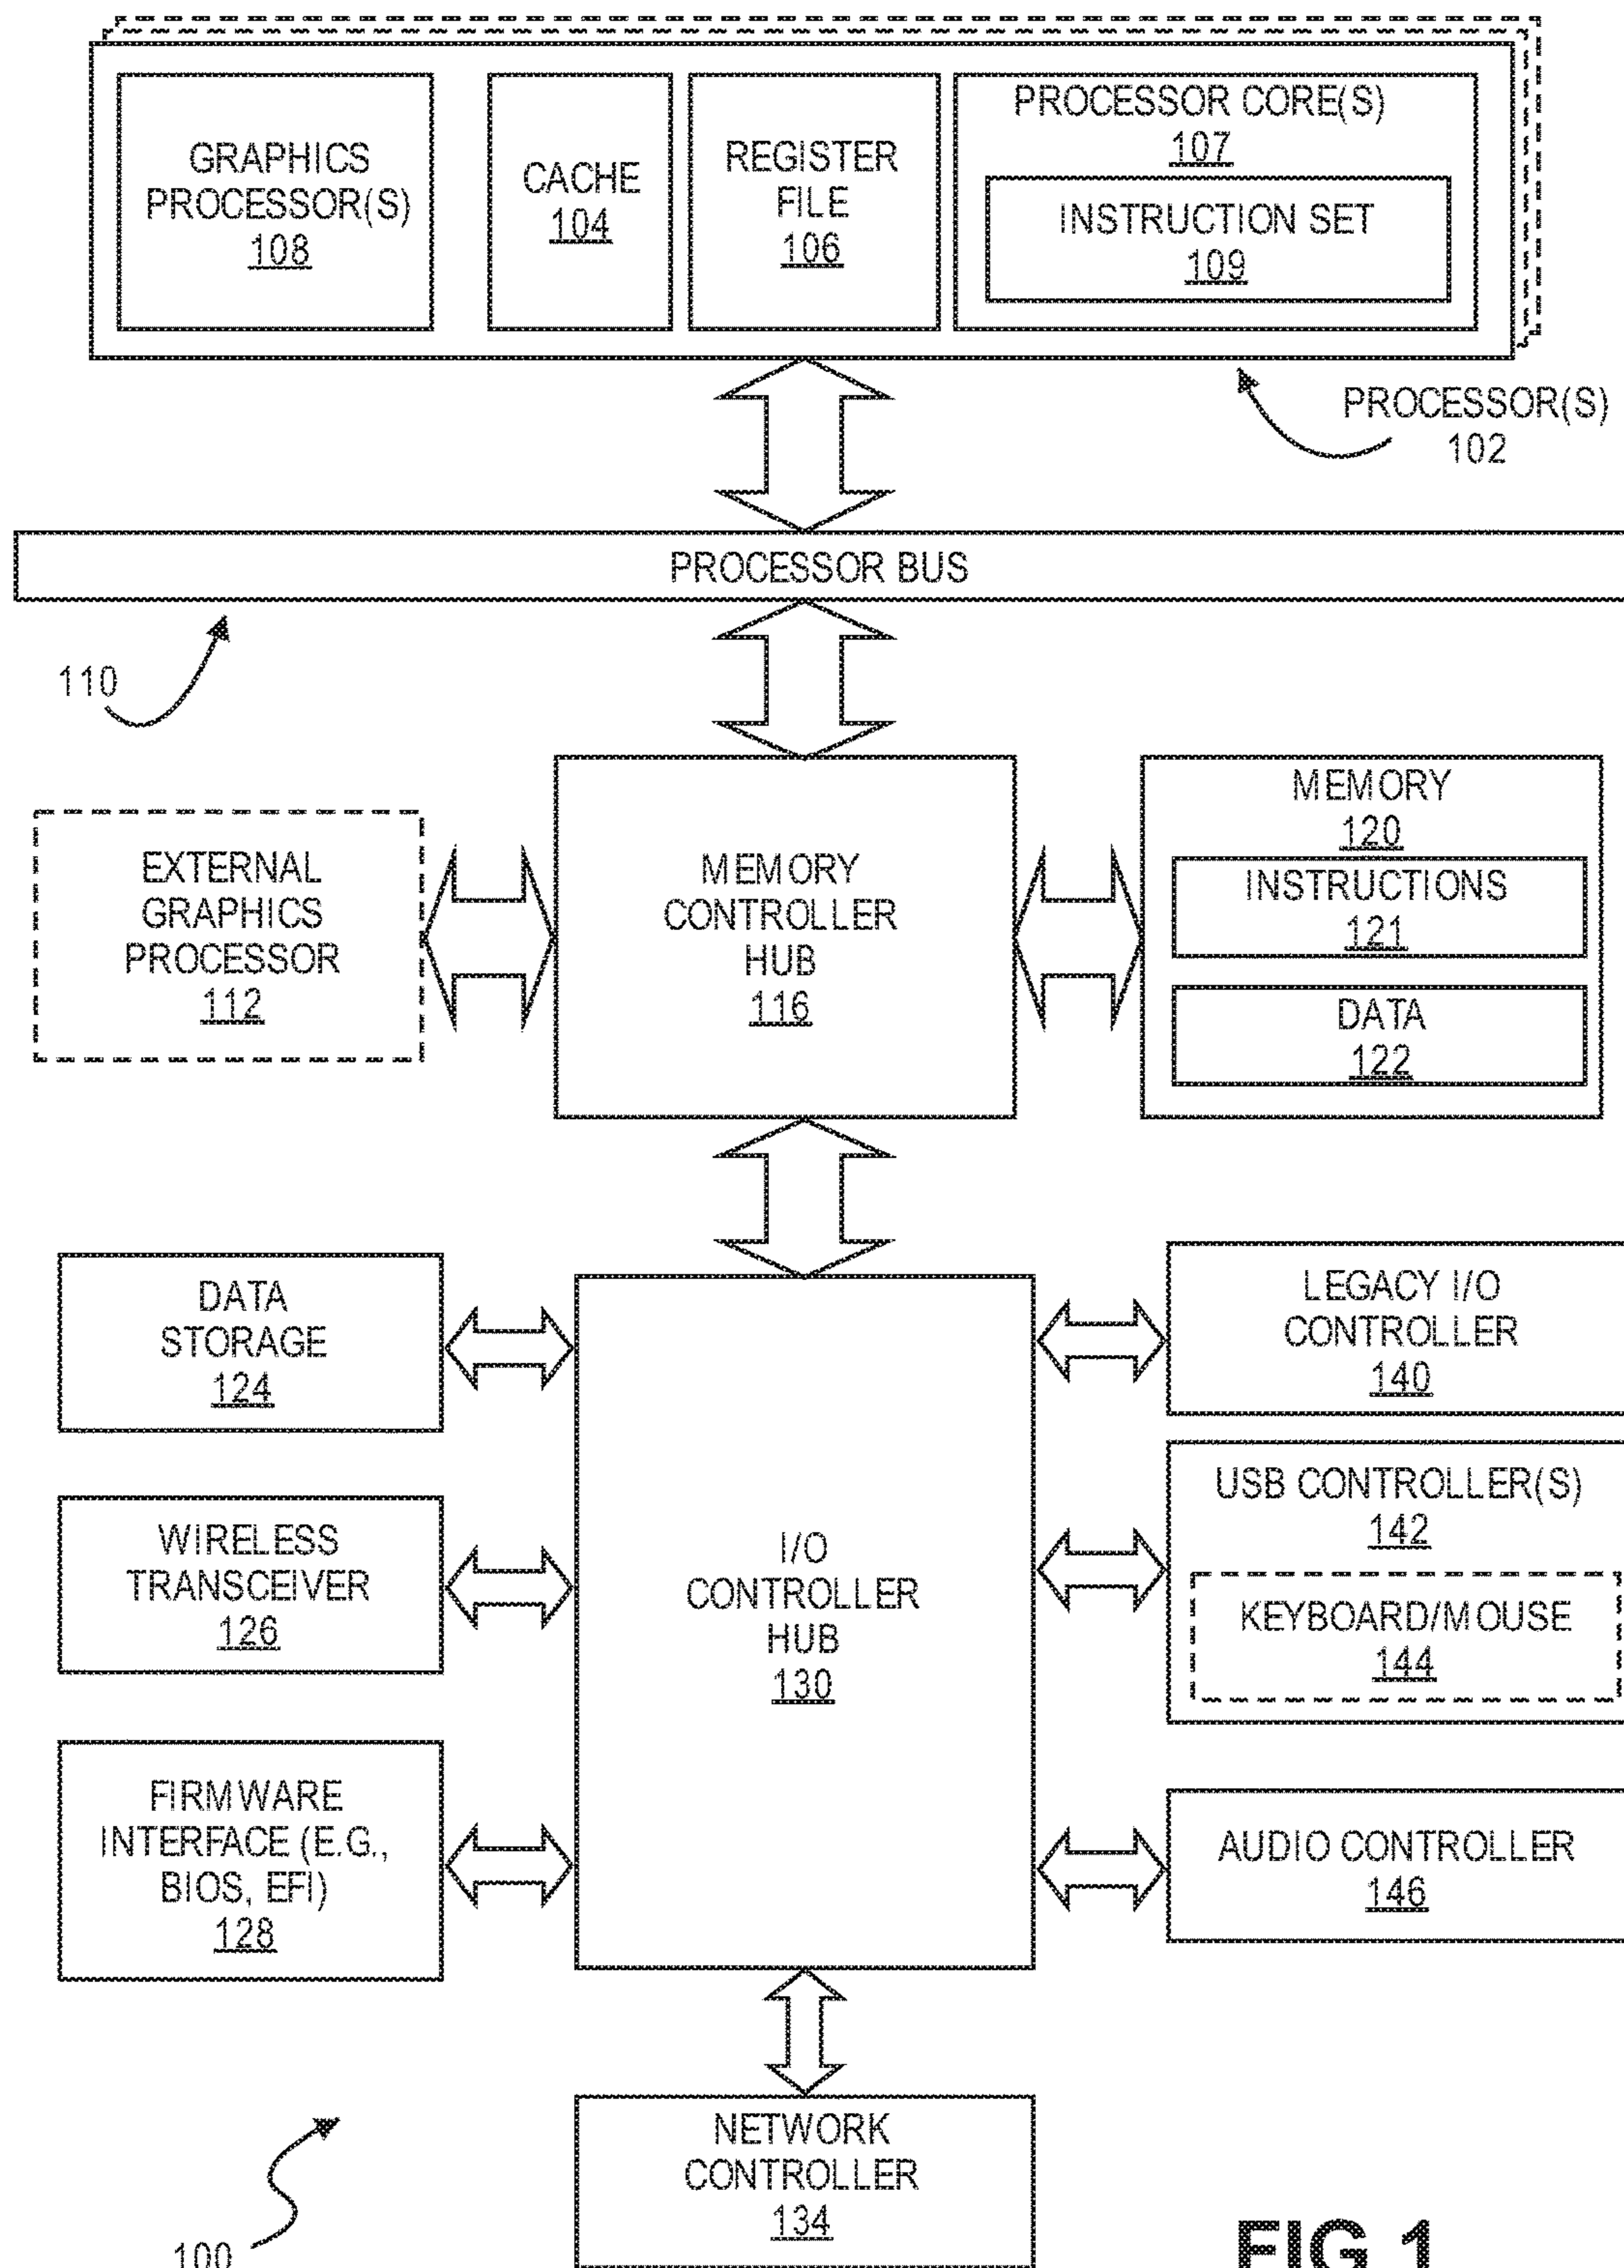 GRAPHICS
PROCESSOR(S)
108
CACHE
104
REGISTER
FILE
106
PROCESSOR CORE(S)
107
INSTRUCTION SET
109
PROCESSOR(S)
102
PROCESSOR BUS
110
EXTERNAL
GRAPHICS
PROCESSOR
112
MEMORY
CONTROLLER
HUB
116
MEMORY
120
INSTRUCTIONS
121
DATA
122
DATA
STORAGE
124
WIRELESS
TRANSCEIVER
126
FIRMWARE
INTERFACE (E.G.,
BIOS, EFI)
128
I/O
CONTROLLER
HUB
130
LEGACY I/O
CONTROLLER
140
USB CONTROLLER(S)
142
KEYBOARD/MOUSE
144
AUDIO CONTROLLER
146
NETWORK
CONTROLLER
134
100
FIG 1